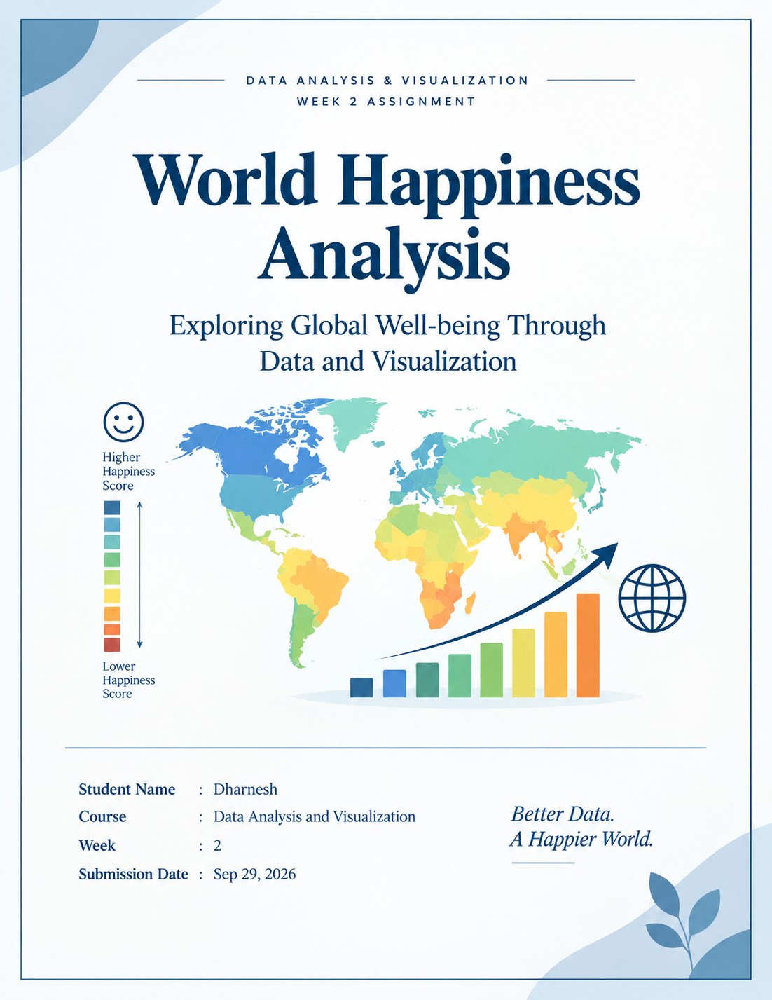 DATA ANALYSIS & VISUALIZATION
WEEK 2 ASSIGNMENT
World Happiness
Analysis
Exploring Global Well-being Through
Data and Visualization
Higher
Happiness
Score
Lower
Happiness
Score
Student Name : Dharnesh
Course : Data Analysis and Visualization
Week : 2
Submission Date : Sep 29, 2026
Better Data.
A Happier World.